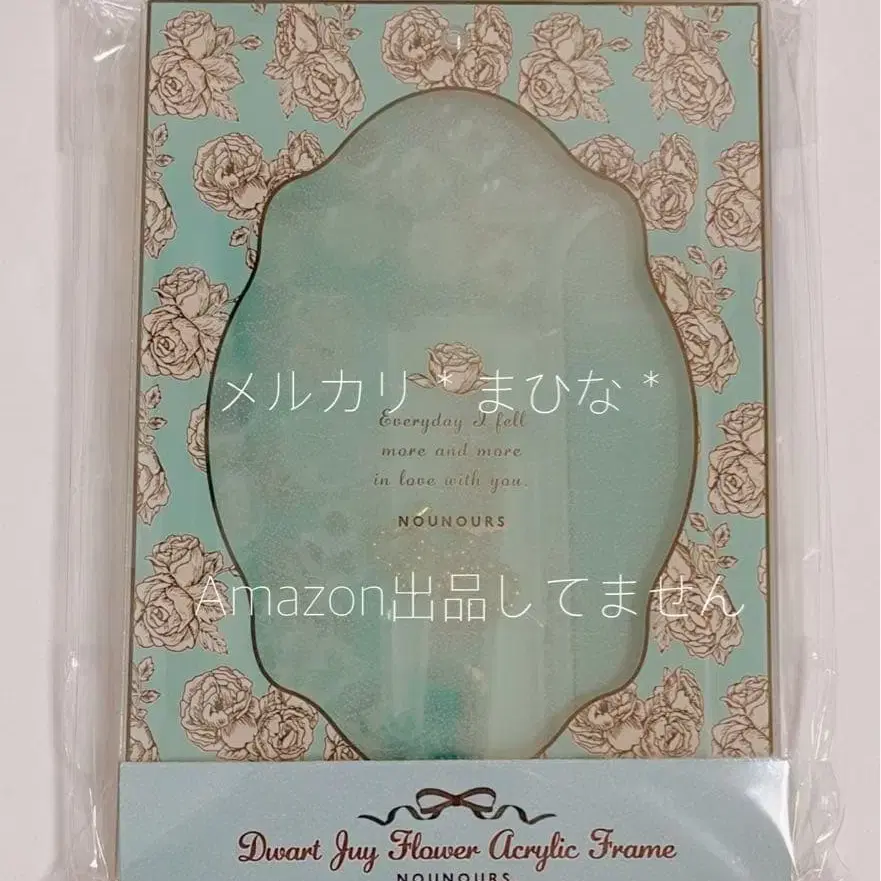 メルカリ * まひな *
Everyday I fell
more and more
in love with you.
NOUNOURS
Amazon出品してません
Dwart Juy Flower Acrylic Frame
NOUNOURS